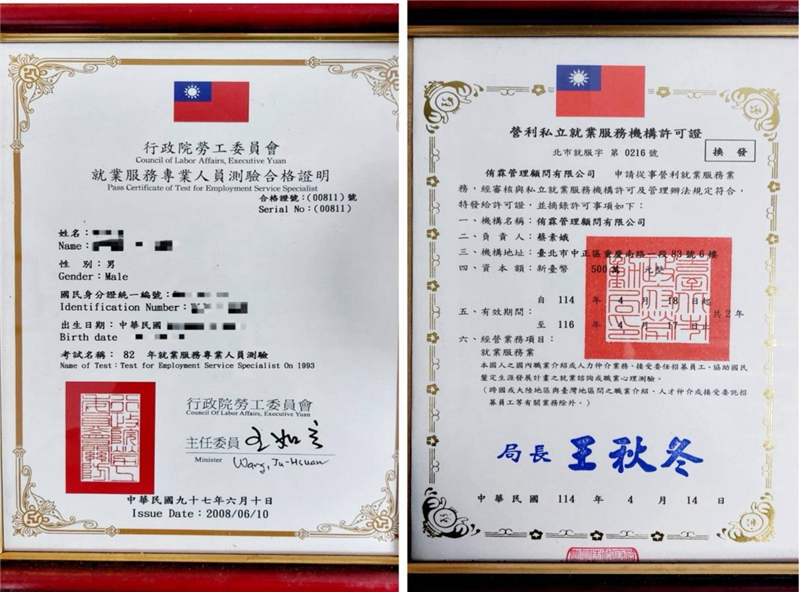 行政院勞工委員會
Council of Labor Affairs, Executive Yuan
就業服務專業人員測驗合格證明
Pass Certificate of Test for Employment Service Specialist
合格證號：(00811) 號
Serial No：(00811)
姓名：
Name：
性 別：男
Gender：Male
國民身分證統一編號：
Identification Number：
出生日期：中華民國
Birth date
考試名稱： 82 年就業服務專業人員測驗
Name of Test：Test for Employment Service Specialist On 1993
行政院勞工委員會
Council Of Labor Affairs, Executive Yuan
主任委員 王如玄
Minister Wang, Ju-Hsuan
中華民國九十七年六月十日
Issue Date：2008/06/10
營利私立就業服務機構許可證
北市就服字 第 0216 號
換 發
侑霖管理顧問有限公司 申請從事營利就業服務業
務，經審核與私立就業服務機構許可及管理辦法規定符合，
特發給許可證，並摘錄許可事項如下：
一、機構名稱：侑霖管理顧問有限公司
二、負 責 人：蔡素娥
三、機構地址：臺北市中正區重慶南路一段83號6樓
四、資 本 額：新臺幣 500萬 元整
自 114 年 4 月 18 日起
五、有效期間： 共 2 年
至 116 年 4 月 17 日止
六、經營業務項目：
就業服務業
本國人之國內職業介紹或人力仲介業務、接受委任招募員工、協助國民
釐定生涯發展計畫之就業諮詢或職業心理測驗。
（跨國或大陸地區與臺灣地區間之職業介紹、人才仲介或接受委託招
募員工等有關業務除外。）
局長 王秋冬
中 華 民 國 114 年 4 月 14 日